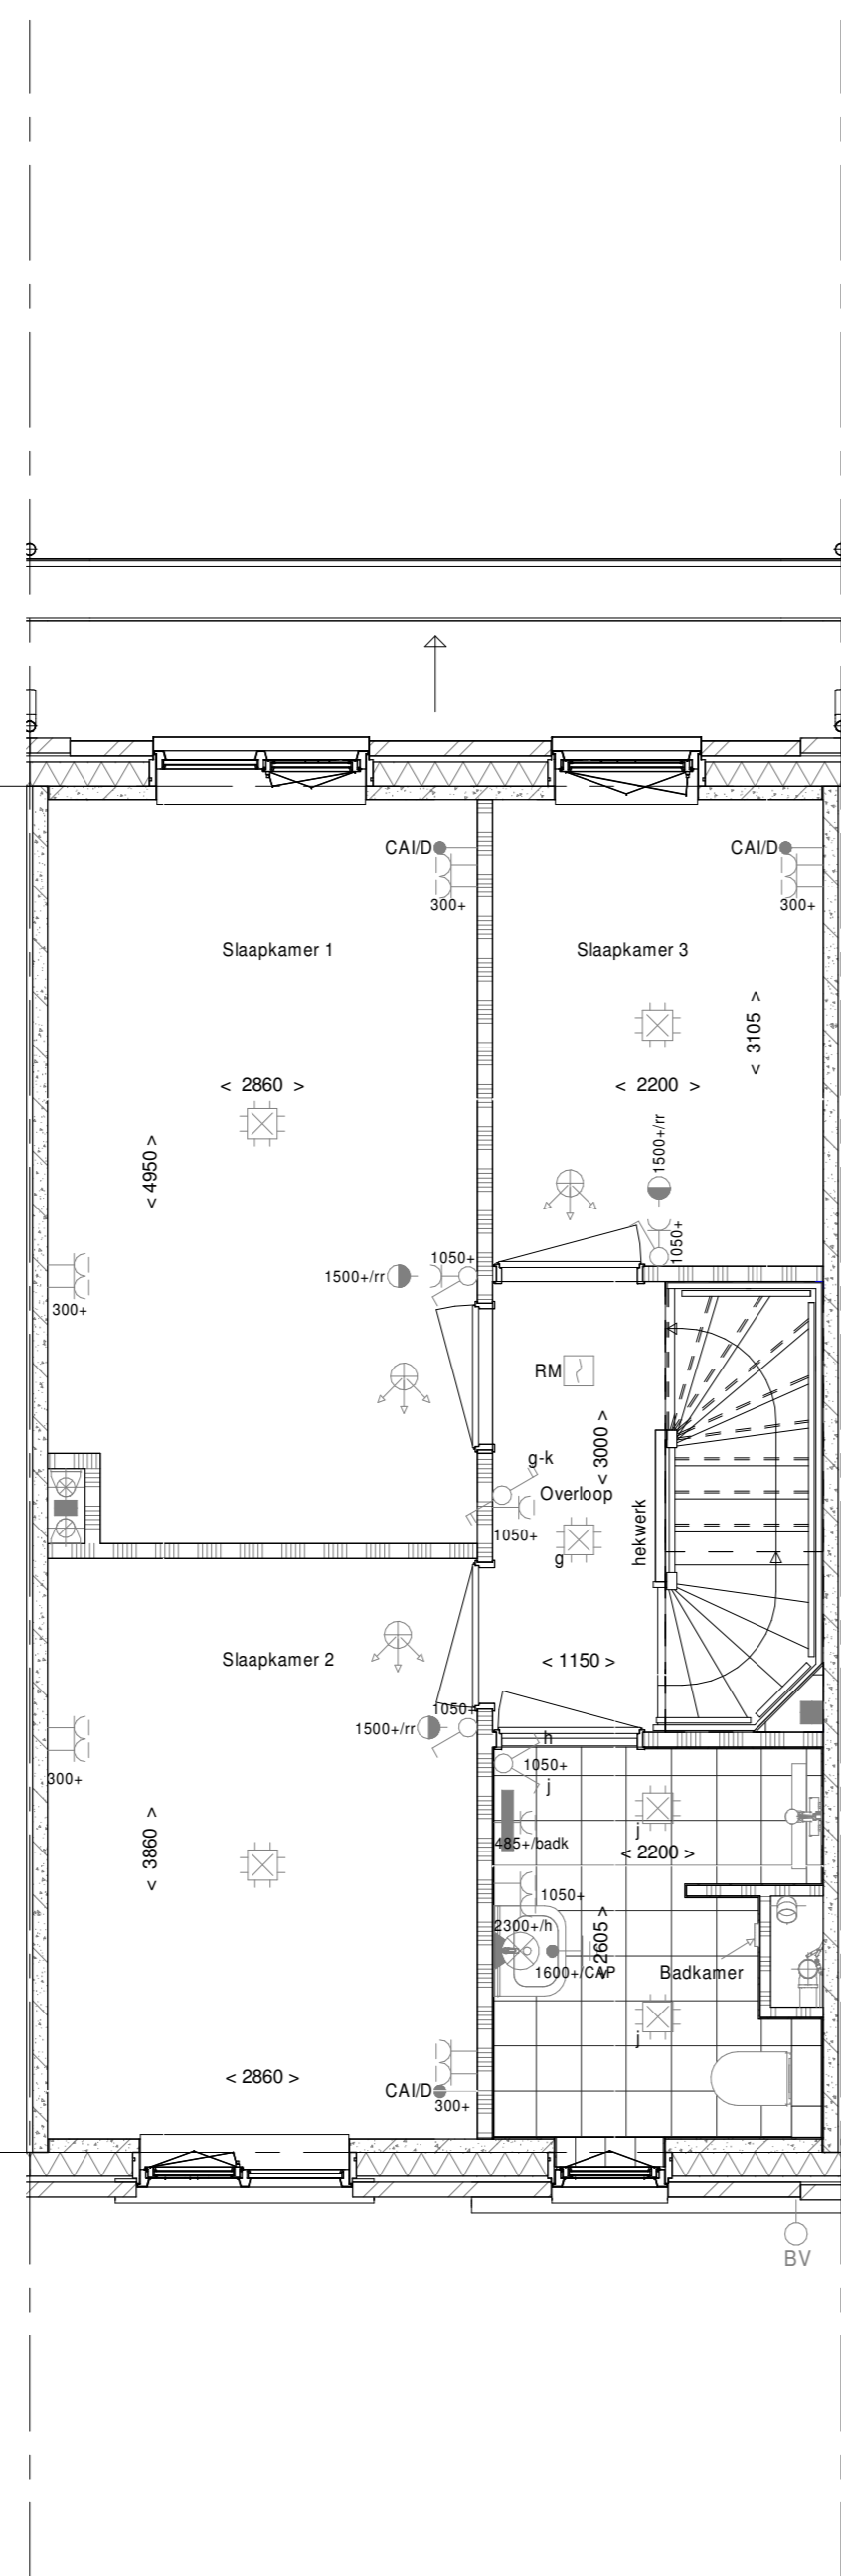 CAI/D
300+
CAI/D
300+
Slaapkamer 1
Slaapkamer 3
< 3105 >
< 2860 >
< 2200 >
< 4950 >
1500+/rr
1050+
1050+
1500+/rr
300+
RM
< 3000 >
g-k
Overloop
1050+
g
hekwerk
Slaapkamer 2
< 1150 >
1050+
1500+/rr
h
1050+
j
300+
j
485+/badk
< 2200 >
< 3860 >
1050+
2300+/h
< 2605 >
1600+/CAP
Badkamer
j
< 2860 >
CAI/D
300+
BV